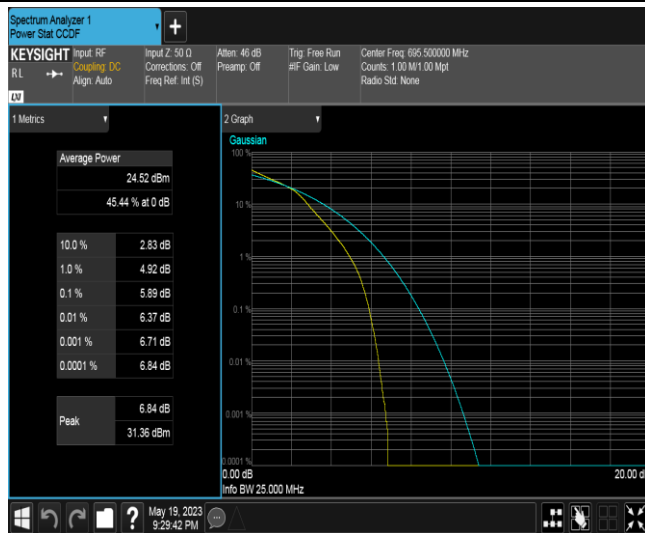 Spectrum Analyzer 1
Power Stat CCDF
+
KEYSIGHT
RL
Input: RF
Coupling: DC
Align: Auto
Input Z: 50 Ω
Corrections: Off
Freq Ref: Int (S)
Atten: 46 dB
Preamp: Off
Trig: Free Run
#IF Gain: Low
Center Freq: 695.500000 MHz
Counts: 1.00 M/1.00 Mpt
Radio Std: None
1 Metrics
Average Power
24.52 dBm
45.44 % at 0 dB
10.0 % 2.83 dB
1.0 % 4.92 dB
0.1 % 5.89 dB
0.01 % 6.37 dB
0.001 % 6.71 dB
0.0001 % 6.84 dB
Peak
6.84 dB
31.36 dBm
2 Graph
Gaussian
100 %
10 %
1 %
0.1 %
0.01 %
0.001 %
0.0001 %
0.00 dB
20.00 d
Info BW 25.000 MHz
?
May 19, 2023
9:29:42 PM